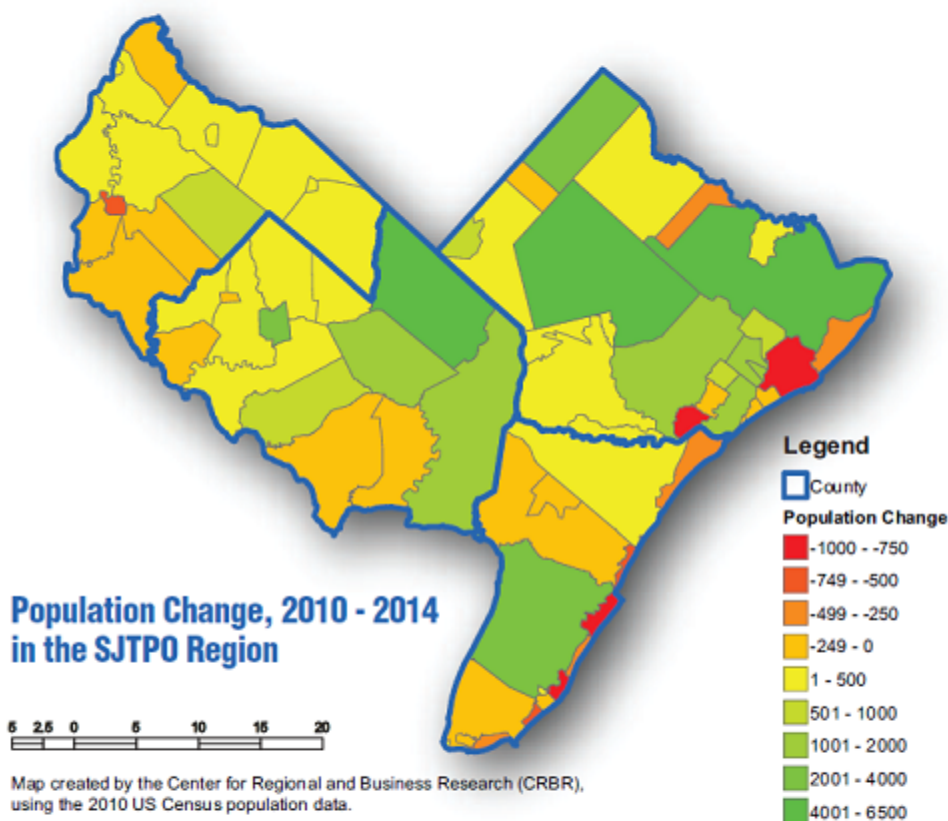 Legend
County
Population Change
-1000 - -750
-749 - -500
-499 - -250
-249 - 0
1 - 500
501 - 1000
1001 - 2000
2001 - 4000
4001 - 6500
Population Change, 2010 - 2014
in the SJTPO Region
5 2.5 0 5 10 15 20
Map created by the Center for Regional and Business Research (CRBR),
using the 2010 US Census population data.